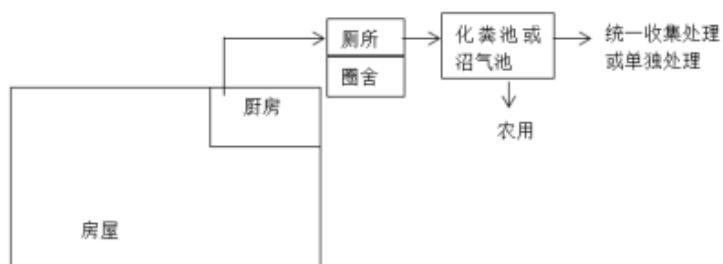 厕所
圈舍
化粪池或
沼气池
统一收集处理
或单独处理
厨房
农用
房屋